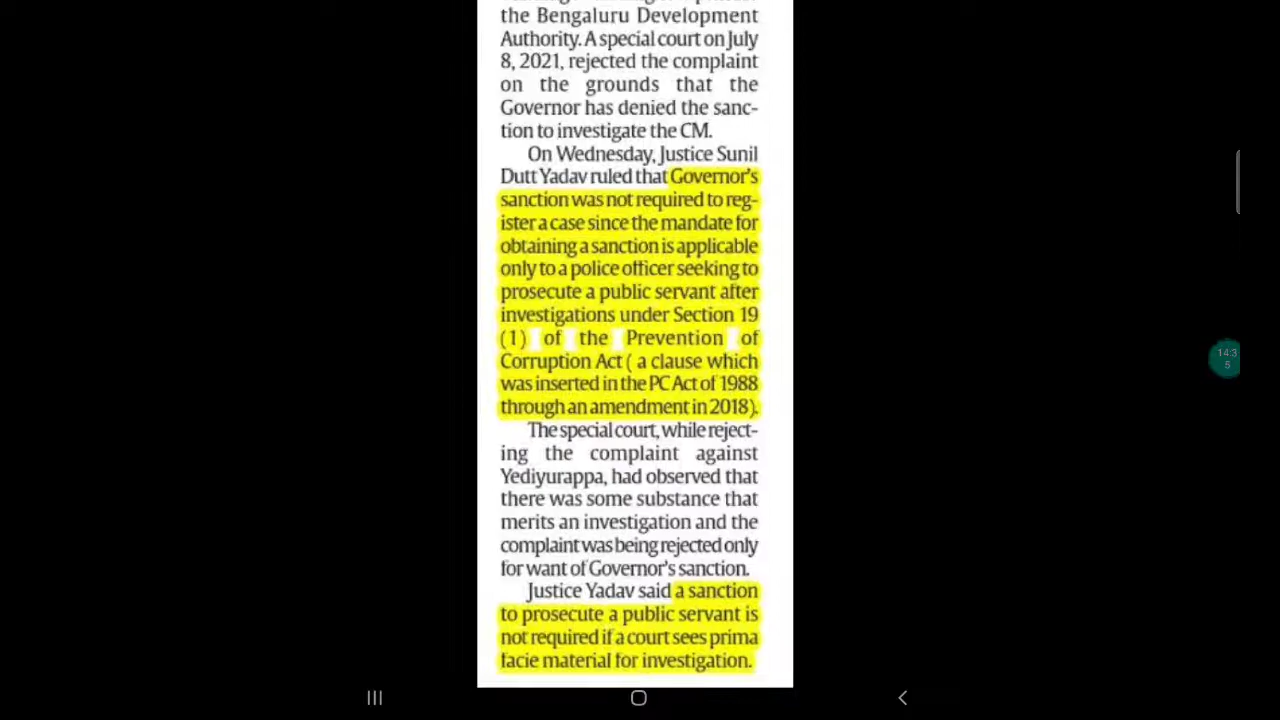 the Bengaluru Development
Authority. A special court on July
8, 2021, rejected the complaint
on the grounds that the
Governor has denied the sanc-
tion to investigate the CM.
On Wednesday, Justice Sunil
Dutt Yadav ruled that Governor's
sanction was not required to reg-
ister a case since the mandate for
obtaining a sanction is applicable
only to a police officer seeking to
prosecute a public servant after
investigations under Section 19
(1) of the Prevention of
Corruption Act ( a clause which
was inserted in the PC Act of 1988
through an amendment in 2018).
The special court, while reject-
ing the complaint against
Yediyurappa, had observed that
there was some substance that
merits an investigation and the
complaint was being rejected only
for want of Governor's sanction.
Justice Yadav said a sanction
to prosecute a public servant is
not required if a court sees prima
facie material for investigation.
14:3
5